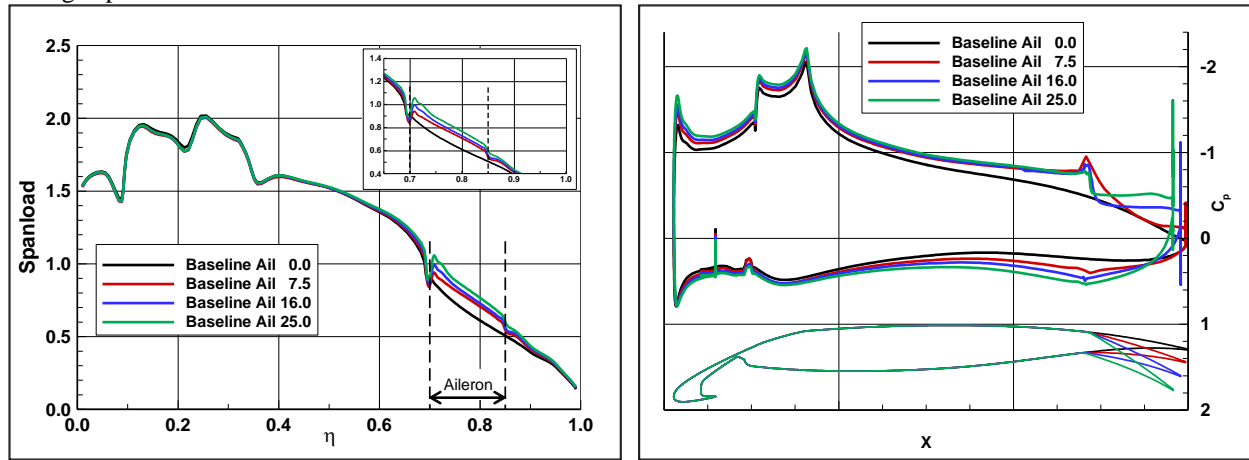 2.5
2.0
1.5
1.0
0.5
0.0
Spanload
0.0
0.2
0.4
0.6
0.8
1.0
η
1.4
1.2
1.0
0.8
0.6
0.4
0.7
0.8
0.9
1.0
Baseline Ail 0.0
Baseline Ail 7.5
Baseline Ail 16.0
Baseline Ail 25.0
Aileron
Baseline Ail 0.0
Baseline Ail 7.5
Baseline Ail 16.0
Baseline Ail 25.0
-2
-1
0
1
2
Cp
X